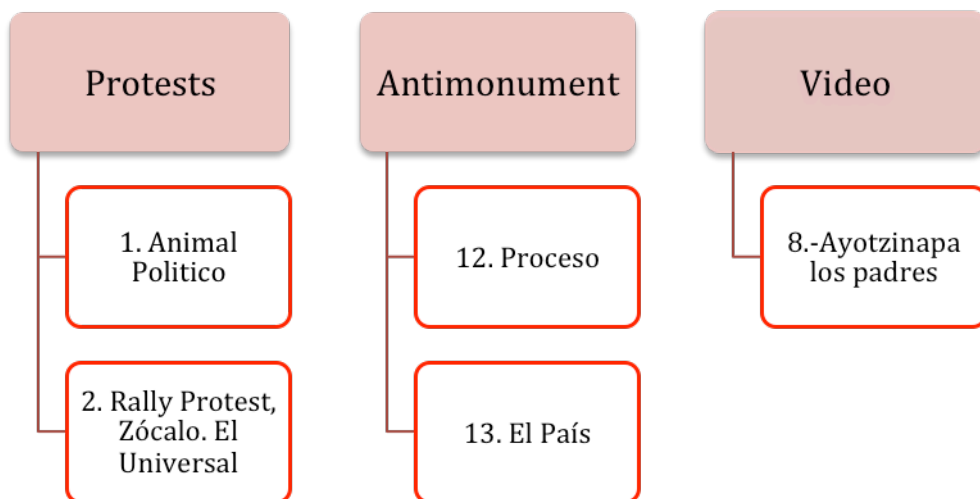 Protests
1. Animal
Politico
2. Rally Protest,
Zócalo. El
Universal
Antimonument
12. Proceso
13. El País
Video
8.-Ayotzinapa
los padres